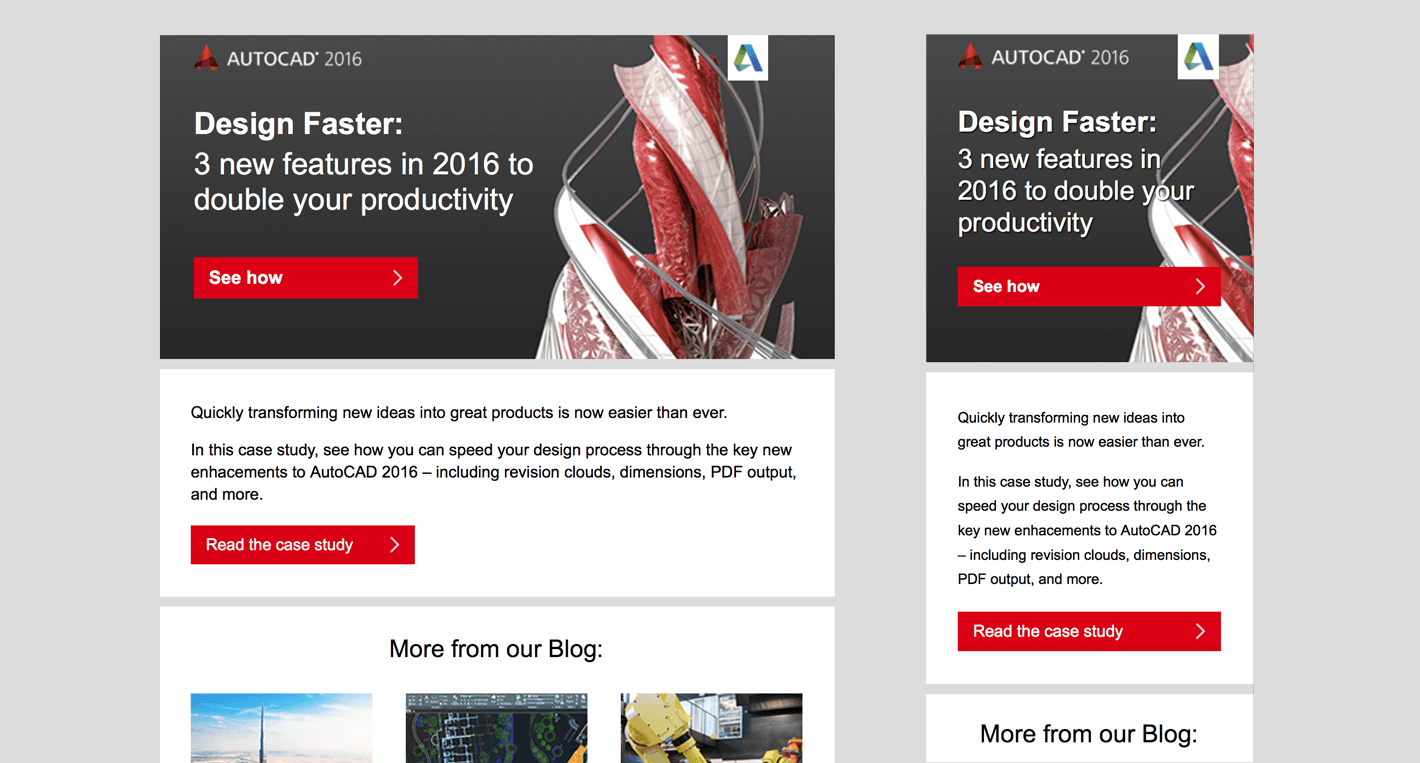 AUTOCAD® 2016
Design Faster:
3 new features in 2016 to
double your productivity
See how
Quickly transforming new ideas into great products is now easier than ever.
In this case study, see how you can speed your design process through the key new
enhacements to AutoCAD 2016 – including revision clouds, dimensions, PDF output,
and more.
Read the case study
More from our Blog:
AUTOCAD® 2016
Design Faster:
3 new features in
2016 to double your
productivity
See how
Quickly transforming new ideas into
great products is now easier than ever.
In this case study, see how you can
speed your design process through the
key new enhacements to AutoCAD 2016
– including revision clouds, dimensions,
PDF output, and more.
Read the case study
More from our Blog: